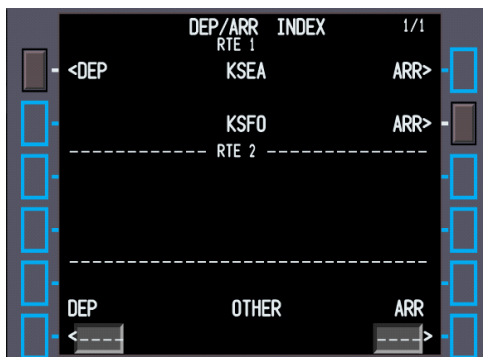 DEP/ARR INDEX 1/1
RTE 1
<DEP KSEA ARR>
KSFO ARR>
---------- RTE 2 ------------
-----------------------------
DEP OTHER ARR
<---- ---->